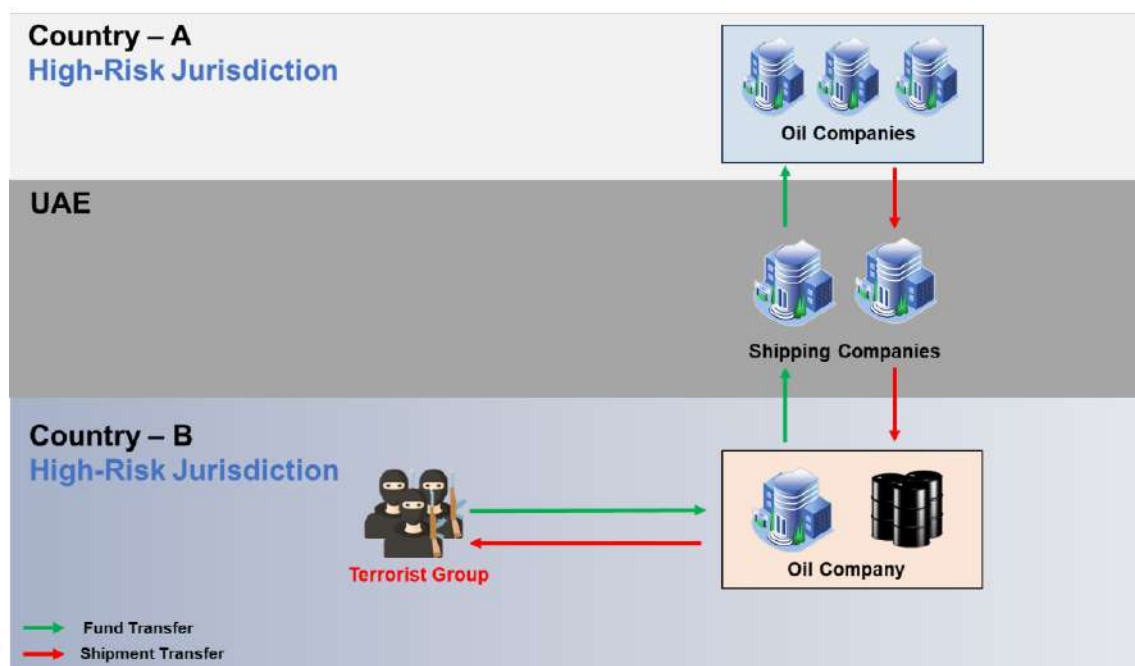 Country – A
High-Risk Jurisdiction
Oil Companies
UAE
Shipping Companies
Country – B
High-Risk Jurisdiction
Terrorist Group
Oil Company
Fund Transfer
Shipment Transfer